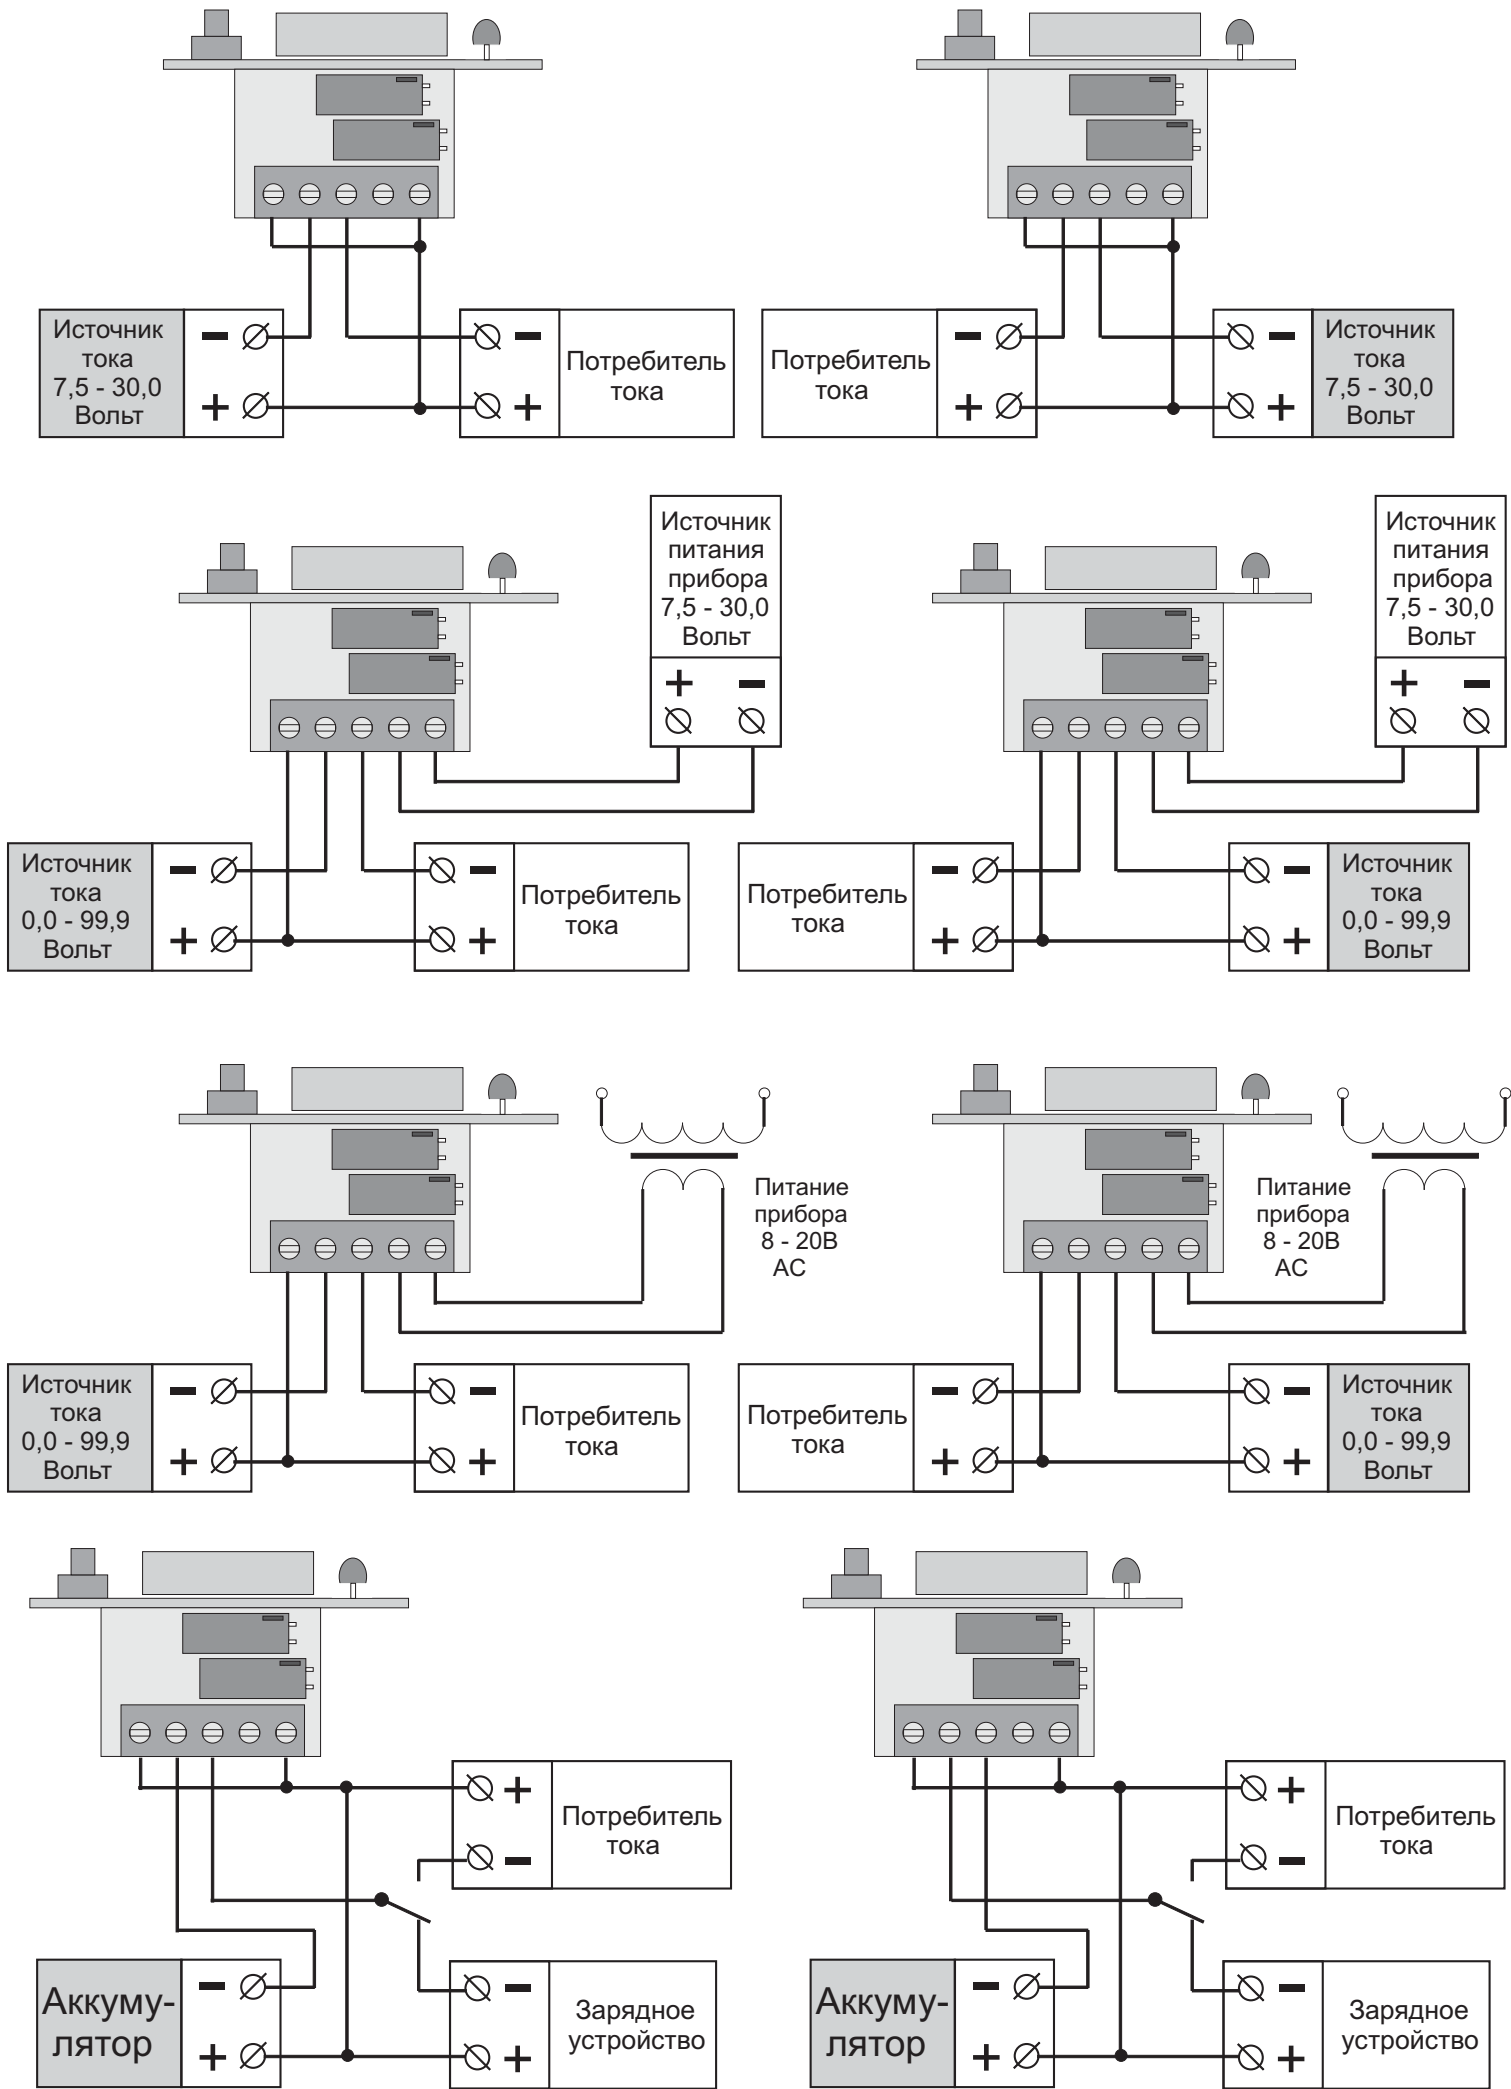 Источник
тока
7,5 - 30,0
Вольт
Потребитель
тока
Потребитель
тока
Источник
тока
7,5 - 30,0
Вольт
Источник
питания
прибора
7,5 - 30,0
Вольт
Источник
тока
0,0 - 99,9
Вольт
Потребитель
тока
Источник
питания
прибора
7,5 - 30,0
Вольт
Потребитель
тока
Источник
тока
0,0 - 99,9
Вольт
Питание
прибора
8 - 20В
АС
Источник
тока
0,0 - 99,9
Вольт
Потребитель
тока
Питание
прибора
8 - 20В
АС
Потребитель
тока
Источник
тока
0,0 - 99,9
Вольт
Потребитель
тока
Аккуму-
лятор
Зарядное
устройство
Потребитель
тока
Аккуму-
лятор
Зарядное
устройство